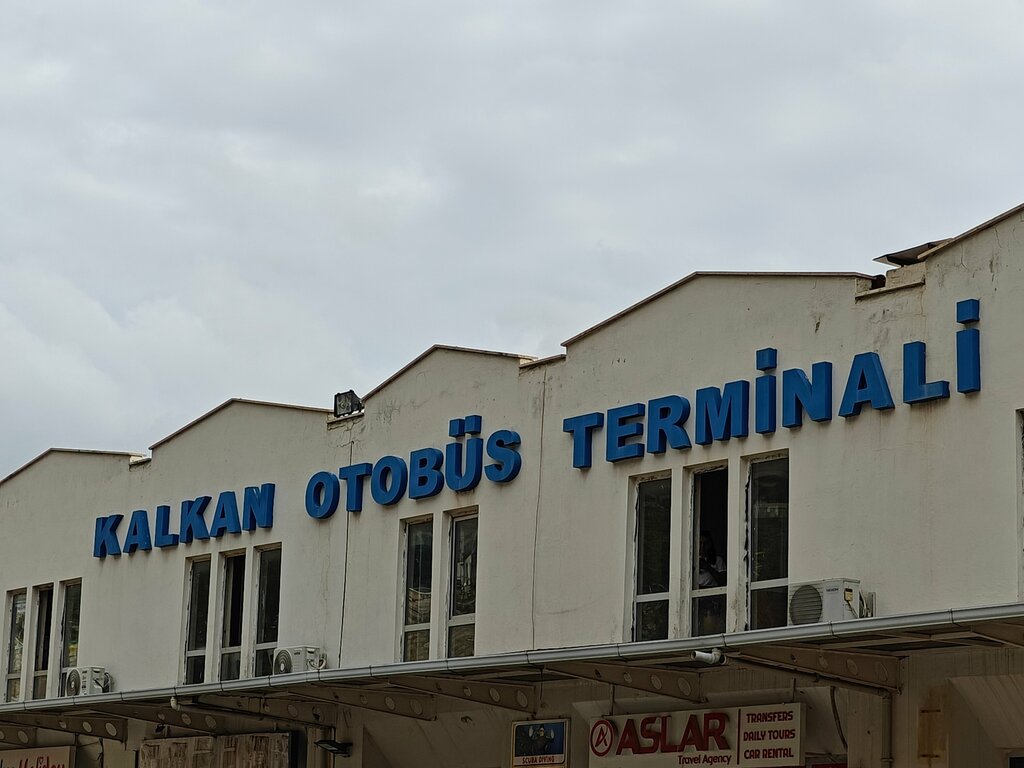 KALKAN OTOBÜS TERMİNALİ
SCUBA DIVING
ASLAR
Travel Agency
TRANSFERS
DAILY TOURS
CAR RENTAL